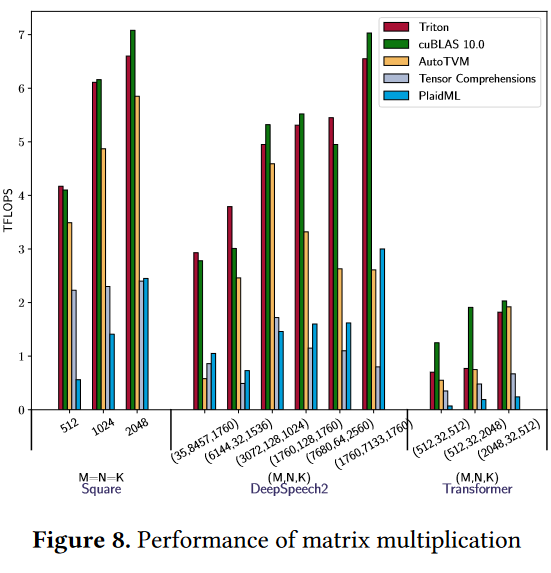 7
6
5
4
3
2
1
0
TFLOPS
Triton
cuBLAS 10.0
AutoTVM
Tensor Comprehensions
PlaidML
512
1024
2048
(35,8457,1760)
(6144,32,1536)
(3072,128,1024)
(1760,128,1760)
(7680,64,2560)
(1760,7133,1760)
(512,32,512)
(512,32,2048)
(2048,32,512)
M=N=K
Square
(M,N,K)
DeepSpeech2
(M,N,K)
Transformer
Figure 8. Performance of matrix multiplication